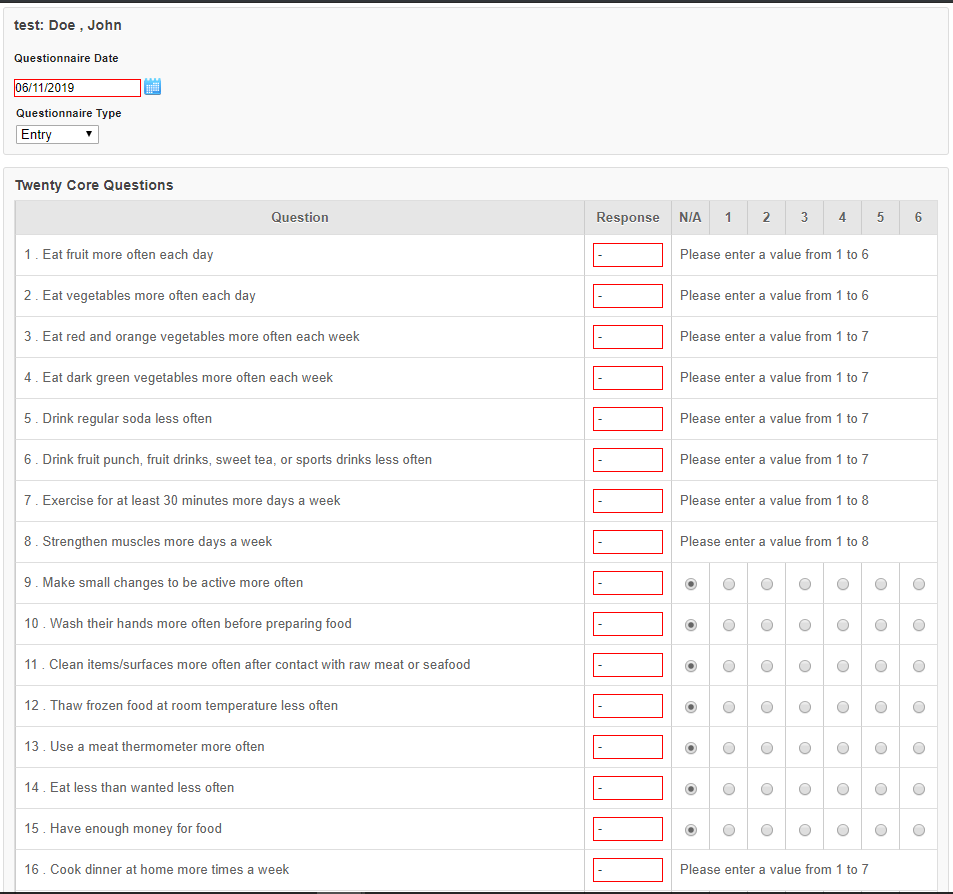 test: Doe , John
Questionnaire Date
06/11/2019
Questionnaire Type
Entry
Twenty Core Questions
Question Response N/A 1 2 3 4 5 6
1 . Eat fruit more often each day - Please enter a value from 1 to 6
2 . Eat vegetables more often each day - Please enter a value from 1 to 6
3 . Eat red and orange vegetables more often each week - Please enter a value from 1 to 7
4 . Eat dark green vegetables more often each week - Please enter a value from 1 to 7
5 . Drink regular soda less often - Please enter a value from 1 to 7
6 . Drink fruit punch, fruit drinks, sweet tea, or sports drinks less often - Please enter a value from 1 to 7
7 . Exercise for at least 30 minutes more days a week - Please enter a value from 1 to 8
8 . Strengthen muscles more days a week - Please enter a value from 1 to 8
9 . Make small changes to be active more often -
10 . Wash their hands more often before preparing food -
11 . Clean items/surfaces more often after contact with raw meat or seafood -
12 . Thaw frozen food at room temperature less often -
13 . Use a meat thermometer more often -
14 . Eat less than wanted less often -
15 . Have enough money for food -
16 . Cook dinner at home more times a week - Please enter a value from 1 to 7